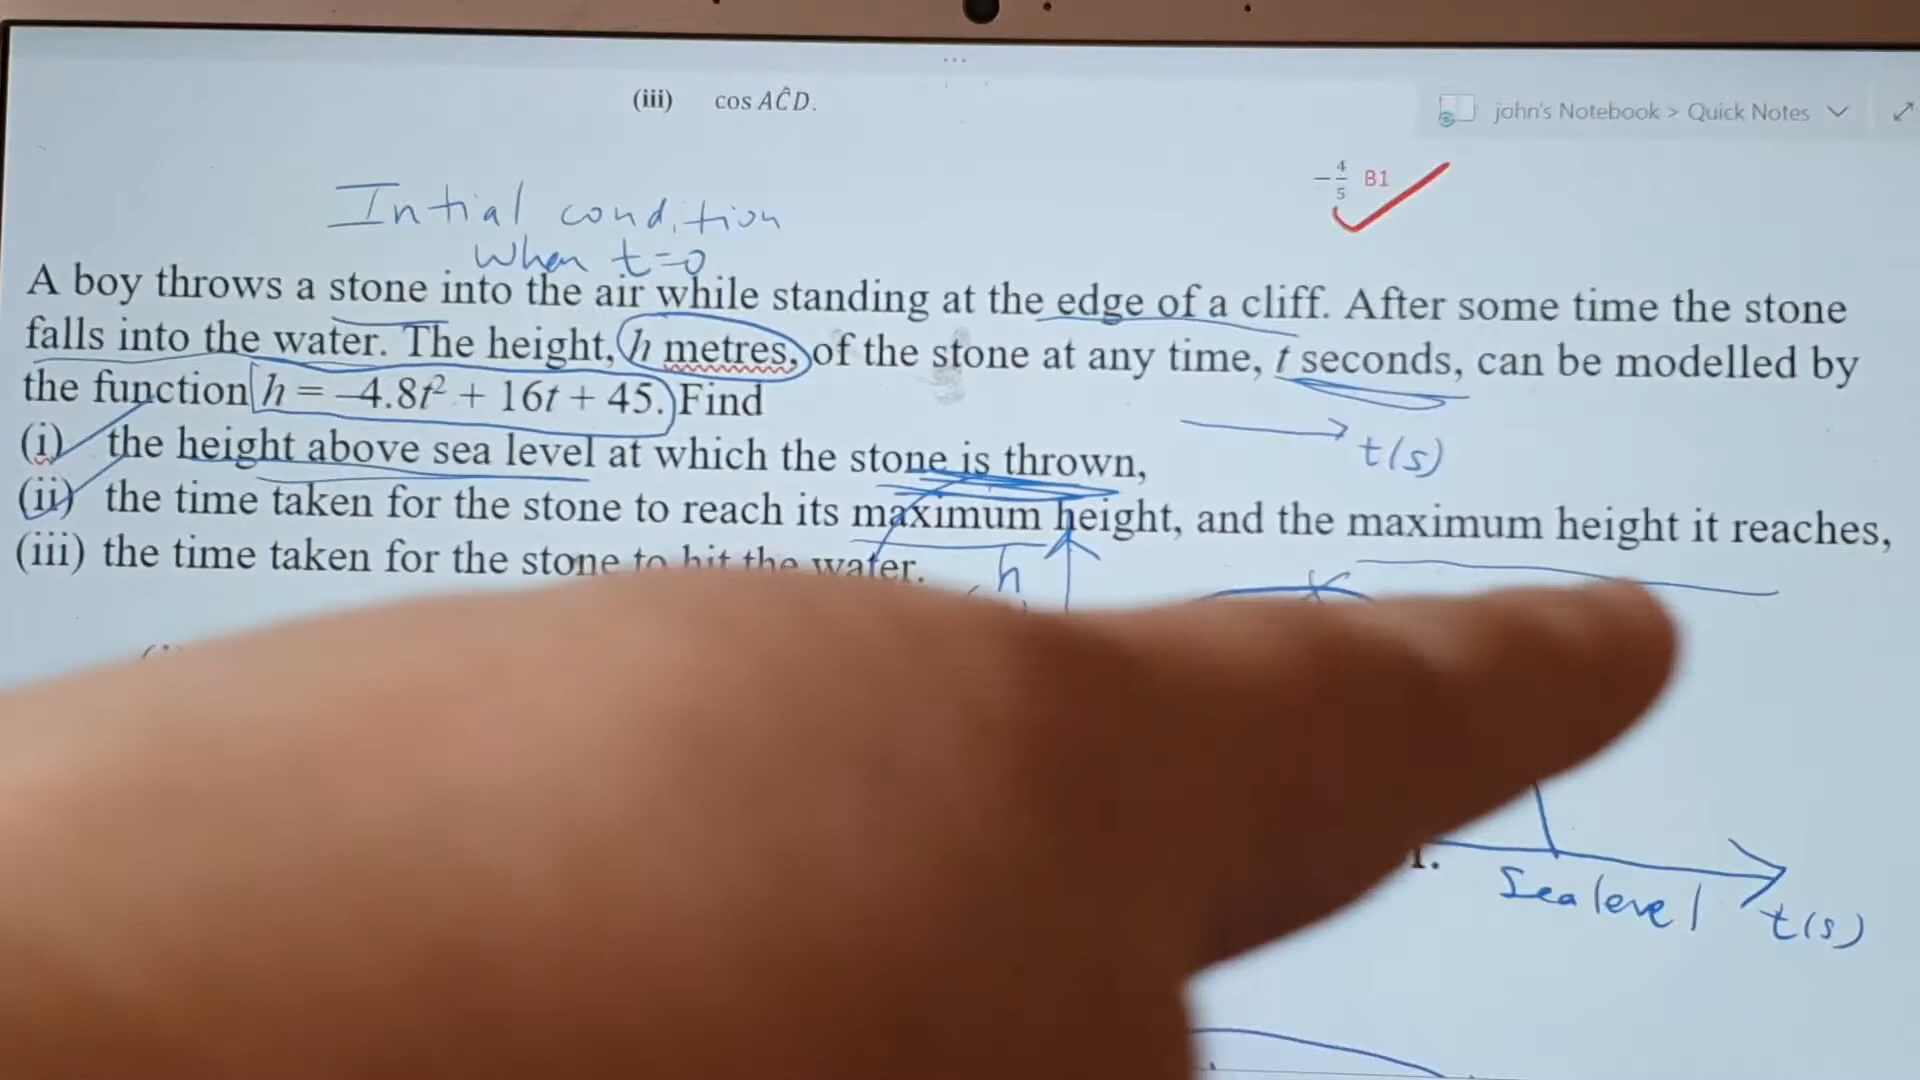 (iii) cos AĈD.
john's Notebook > Quick Notes
-4/5 B1
Intial condition
When t=0
A boy throws a stone into the air while standing at the edge of a cliff. After some time the stone
falls into the water. The height, h metres, of the stone at any time, t seconds, can be modelled by
the function h = –4.8t² + 16t + 45. Find
t(s)
(i) the height above sea level at which the stone is thrown,
(ii) the time taken for the stone to reach its maximum height, and the maximum height it reaches,
(iii) the time taken for the stone to hit the water.
h
Sea level
t(s)